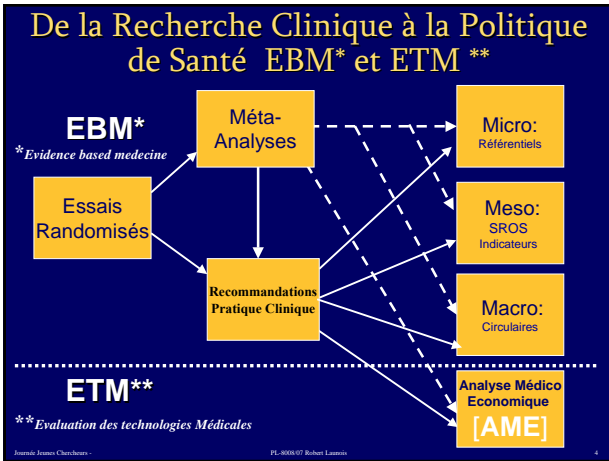 De la Recherche Clinique à la Politique
de Santé EBM* et ETM **
EBM*
*Evidence based medecine
Méta-
Analyses
Micro:
Référentiels
Essais
Randomisés
Meso:
SROS
Indicateurs
Recommandations
Pratique Clinique
Macro:
Circulaires
ETM**
**Evaluation des technologies Médicales
Analyse Médico
Economique
[AME]
Journée Jeunes Chercheurs -
PL-8008/07 Robert Launois
4